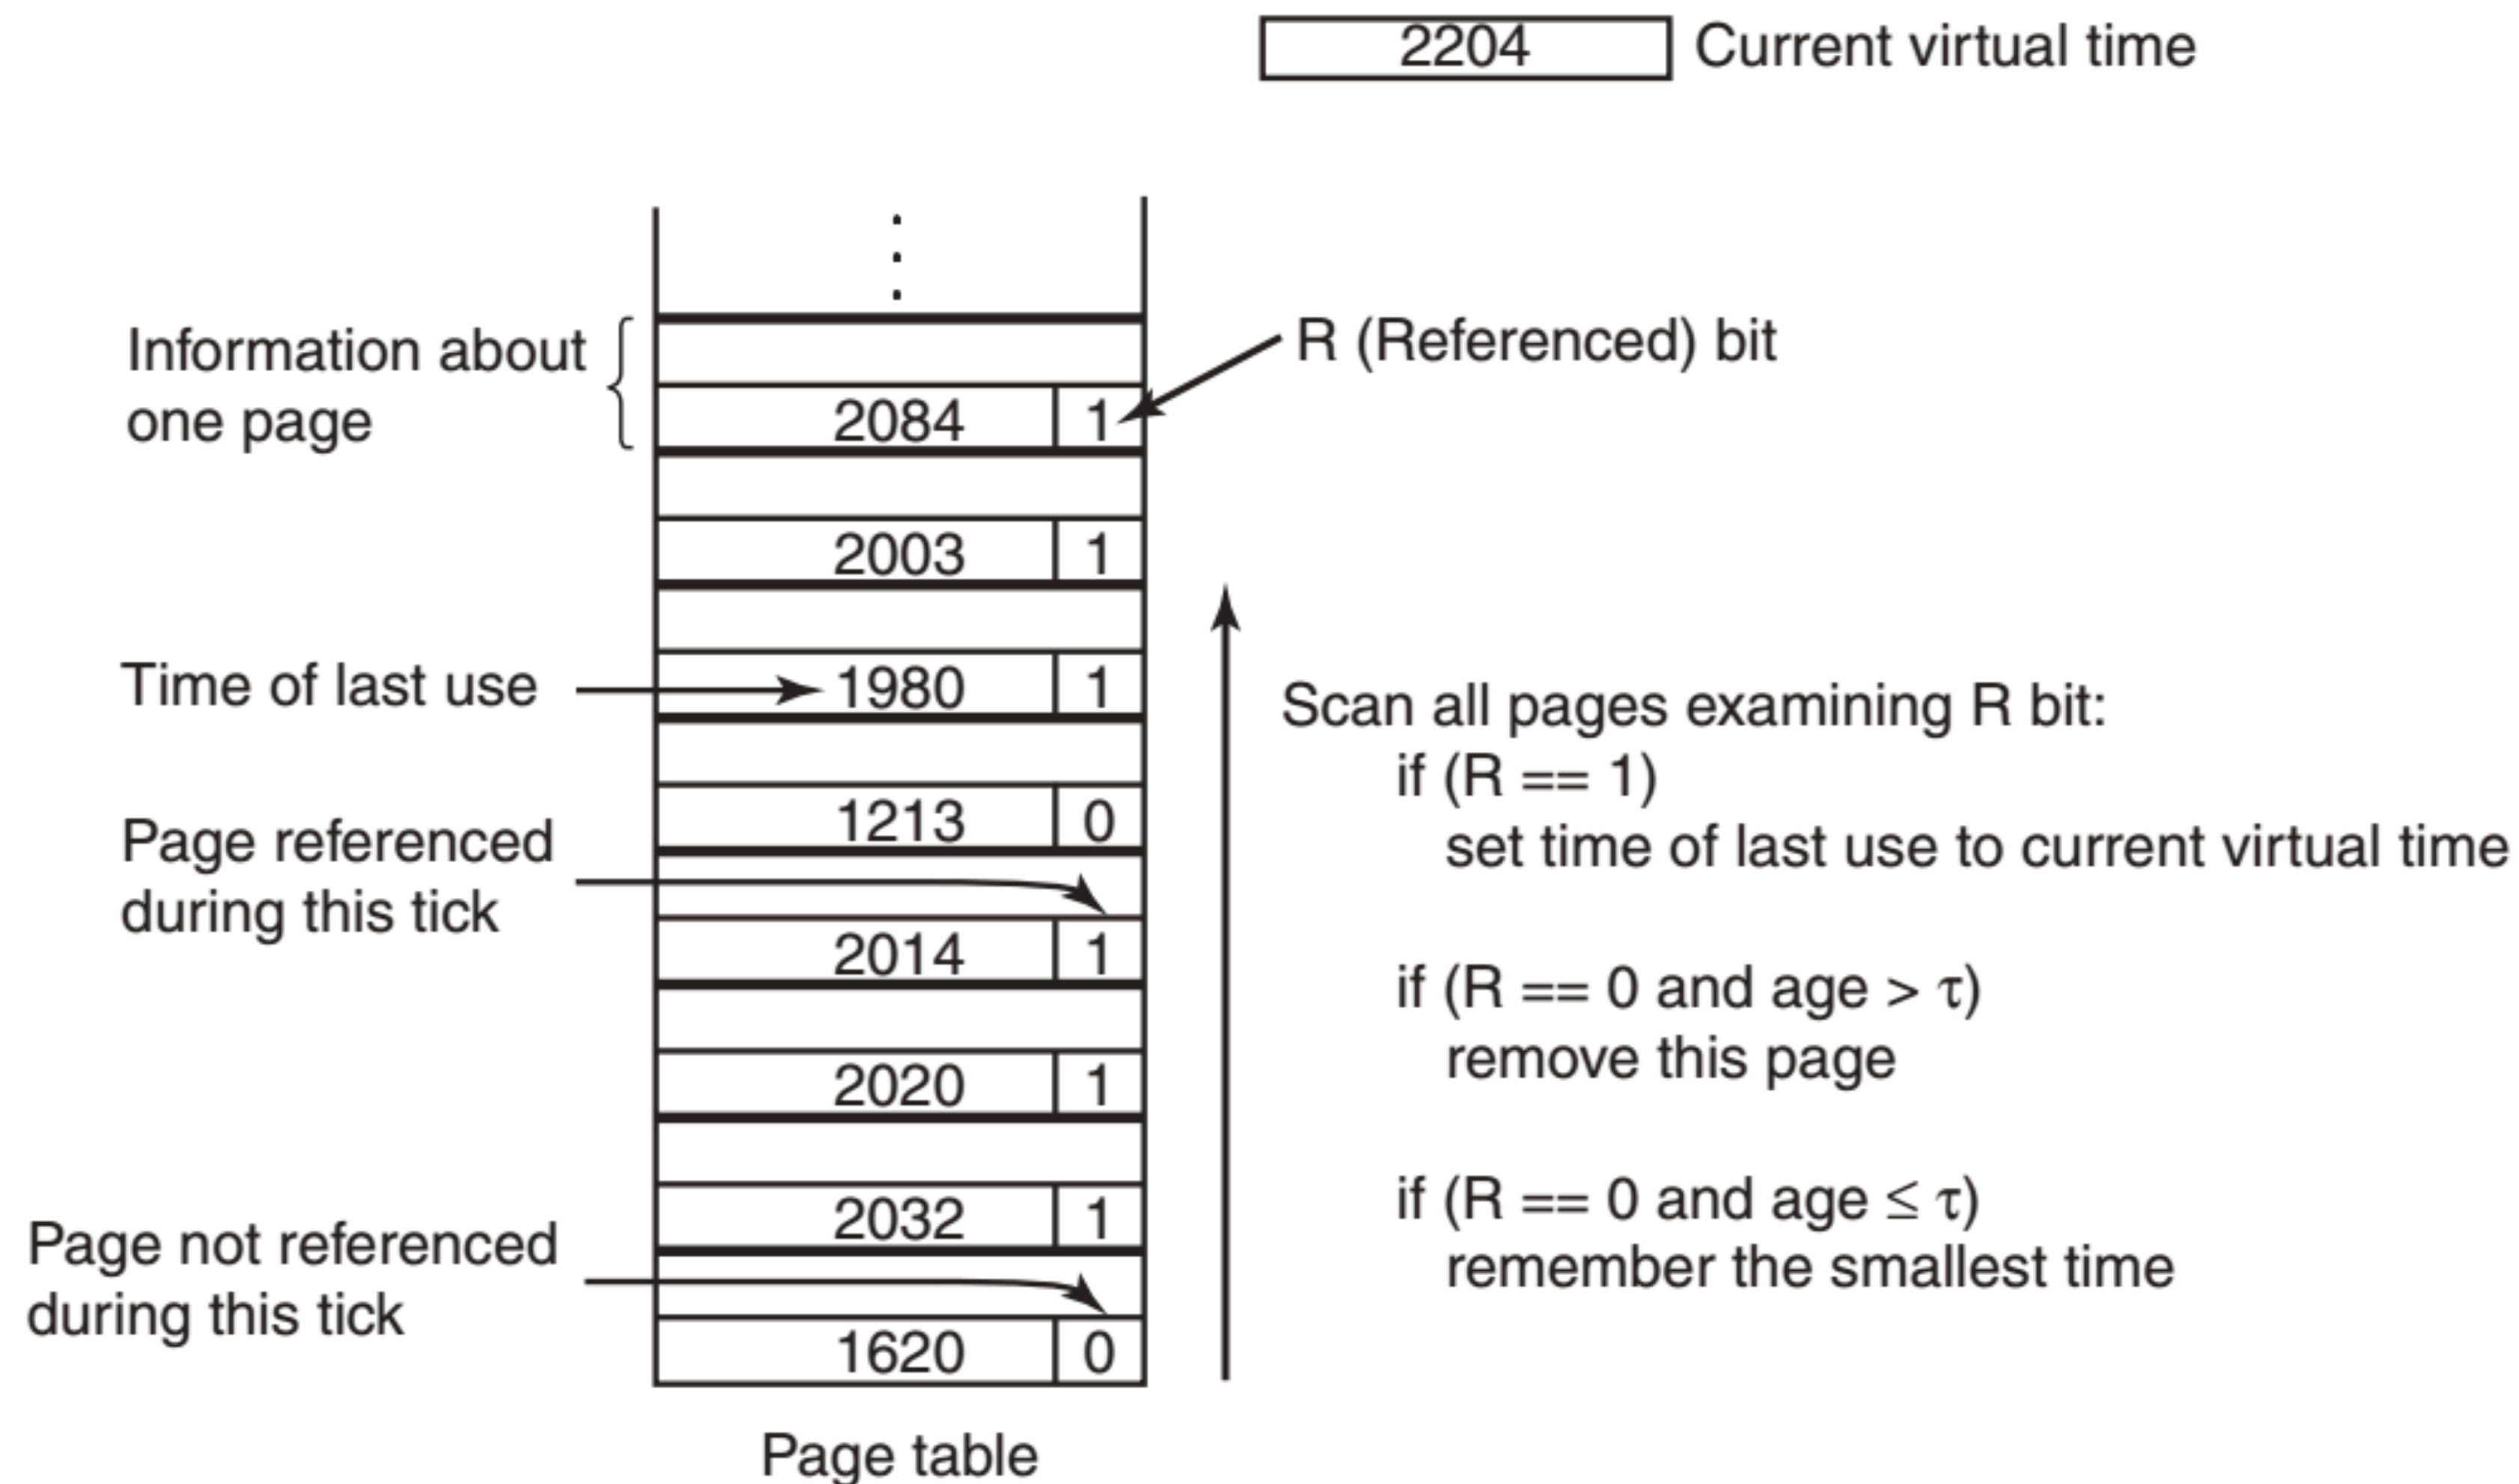 2204 Current virtual time
Information about
one page
R (Referenced) bit
2084 1
2003 1
Time of last use
1980 1
Scan all pages examining R bit:
if (R == 1)
set time of last use to current virtual time
if (R == 0 and age > τ)
remove this page
if (R == 0 and age ≤ τ)
remember the smallest time
1213 0
Page referenced
during this tick
2014 1
2020 1
2032 1
Page not referenced
during this tick
1620 0
Page table